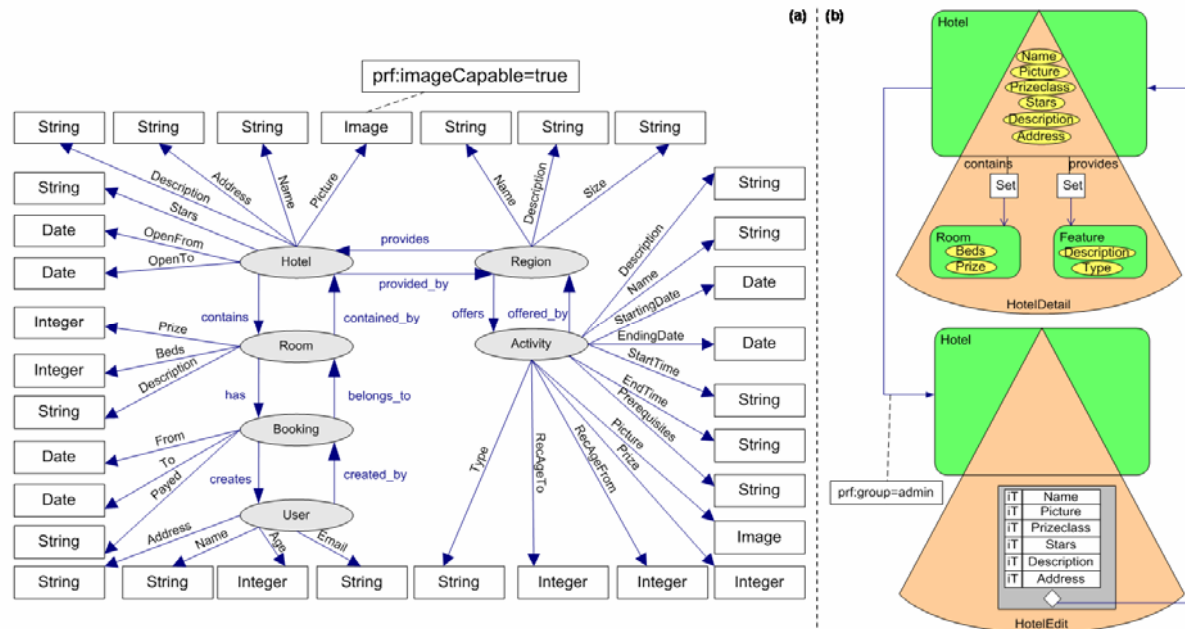 (a)
(b)
prf:imageCapable=true
String
String
String
Image
String
String
String
Description
Address
Name
Picture
Name
Description
Size
String
Date
Date
Stars
OpenFrom
OpenTo
Hotel
provides
Region
provided_by
contains
contained_by
offers
offered_by
Integer
Integer
String
Prize
Beds
Description
Room
Activity
has
belongs_to
Date
Date
String
From
To
Payed
Booking
creates
created_by
User
Address
Name
Age
Email
String
String
Integer
String
Description
Name
StartingDate
EndingDate
StartTime
EndTime
Prerequisites
Picture
Prize
RecAgeFrom
RecAgeTo
Type
String
String
Date
Date
String
String
String
Image
String
Integer
Integer
Integer
Hotel
Name
Picture
Prizeclass
Stars
Description
Address
contains
provides
Set
Set
Room
Beds
Prize
Feature
Description
Type
HotelDetail
Hotel
prf:group=admin
iT Name
iT Picture
iT Prizeclass
iT Stars
iT Description
iT Address
HotelEdit